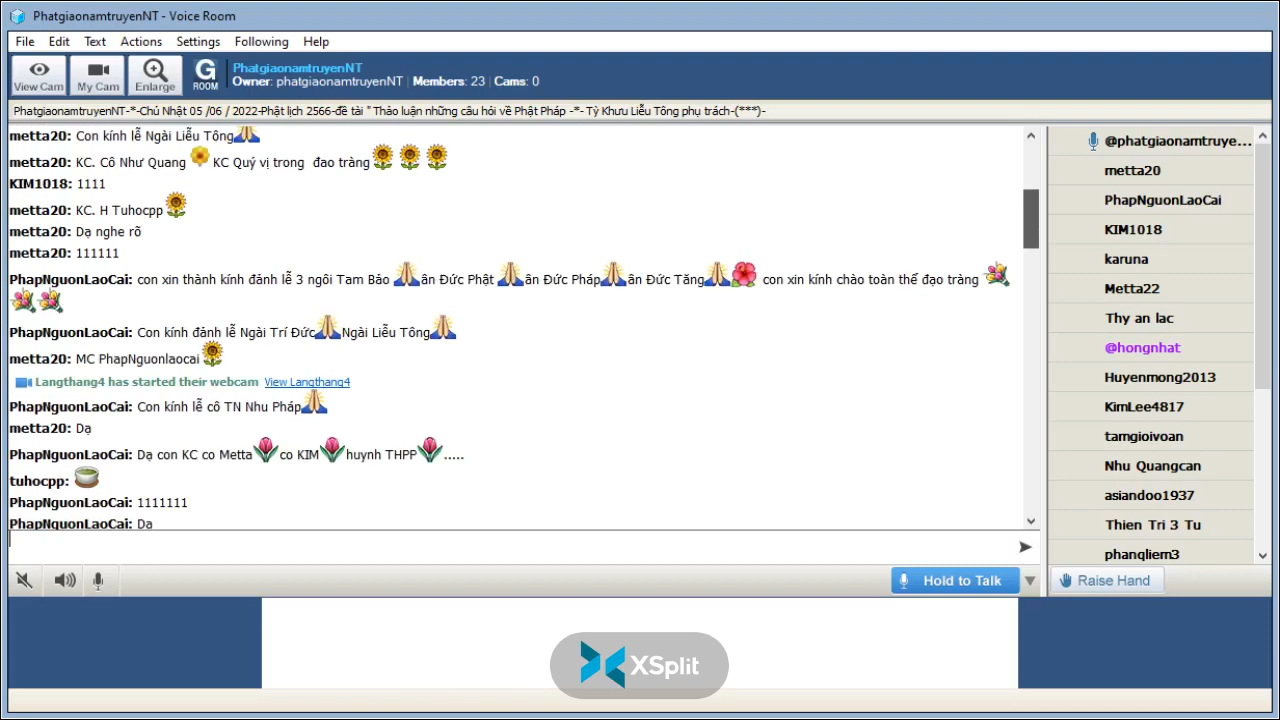 PhatgiaonamtruyenNT - Voice Room
File Edit Text Actions Settings Following Help
View Cam My Cam Enlarge G ROOM
PhatgiaonamtruyenNT
Owner: phatgiaonamtruyenNT Members: 23 Cams: 0
PhatgiaonamtruyenNT-*-Chủ Nhật 05 /06 / 2022-Phật lịch 2566-đề tài " Thảo luận những câu hỏi về Phật Pháp -*- Tỳ Khưu Liễu Tông phụ trách-(***)-
metta20: Con kính lễ Ngài Liễu Tông
metta20: KC. Cô Như Quang KC Quý vị trong đao tràng
KIM1018: 1111
metta20: KC. H Tuhocpp
metta20: Dạ nghe rõ
metta20: 111111
PhapNguonLaoCai: con xin thành kính đảnh lễ 3 ngôi Tam Bảo ân Đức Phật ân Đức Pháp ân Đức Tăng con xin kính chào toàn thể đạo tràng
PhapNguonLaoCai: Con kính đảnh lễ Ngài Trí Đức Ngài Liễu Tông
metta20: MC PhapNguonlaocai
Langthang4 has started their webcam View Langthang4
PhapNguonLaoCai: Con kính lễ cô TN Nhu Pháp
metta20: Dạ
PhapNguonLaoCai: Dạ con KC co Metta co KIM huynh THPP .....
tuhocpp:
PhapNguonLaoCai: 1111111
PhapNguonLaoCai: Dạ
@phatgiaonamtruye...
metta20
PhapNguonLaoCai
KIM1018
karuna
Metta22
Thy an lac
@hongnhat
Huyenmong2013
KimLee4817
tamgioivoan
Nhu Quangcan
asiandoo1937
Thien Tri 3 Tu
phanqliem3
Hold to Talk
Raise Hand
XSplit